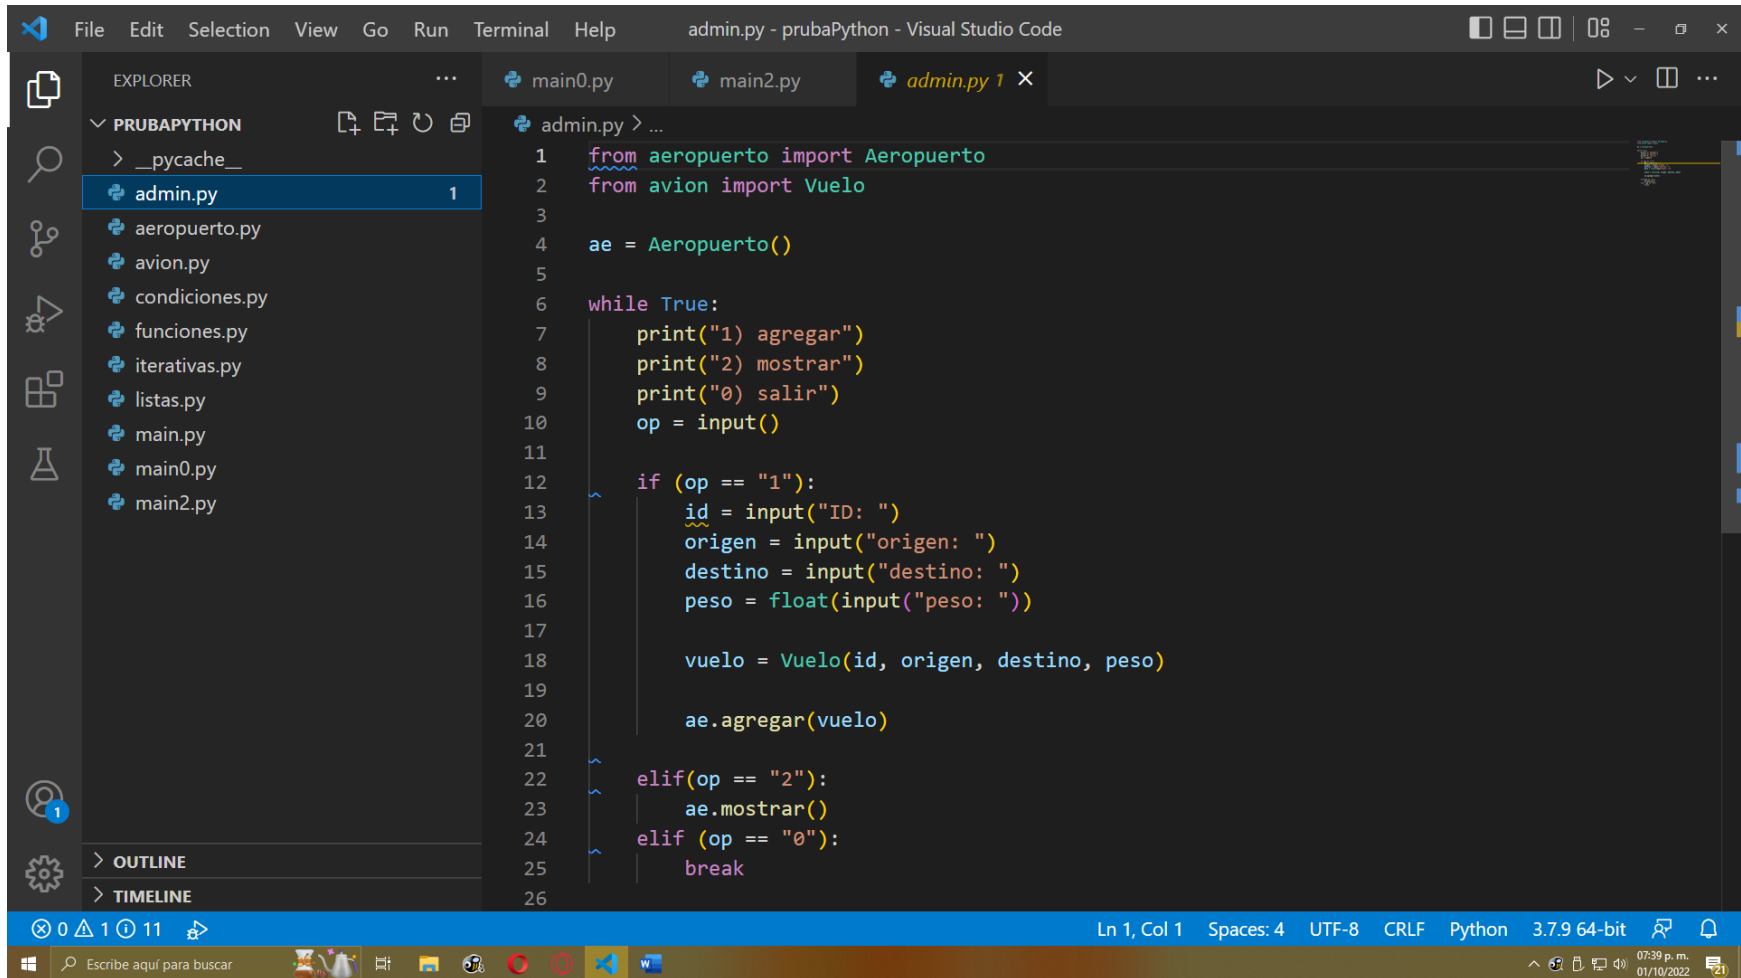 File Edit Selection View Go Run Terminal Help admin.py - prubaPython - Visual Studio Code
EXPLORER
main0.py main2.py admin.py 1
PRUBAPYTHON
admin.py > ...
__pycache__
admin.py 1
aeropuerto.py
avion.py
condiciones.py
funciones.py
iterativas.py
listas.py
main.py
main0.py
main2.py
OUTLINE
TIMELINE
1 from aeropuerto import Aeropuerto
2 from avion import Vuelo
3
4 ae = Aeropuerto()
5
6 while True:
7 print("1) agregar")
8 print("2) mostrar")
9 print("0) salir")
10 op = input()
11
12 if (op == "1"):
13 id = input("ID: ")
14 origen = input("origen: ")
15 destino = input("destino: ")
16 peso = float(input("peso: "))
17
18 vuelo = Vuelo(id, origen, destino, peso)
19
20 ae.agregar(vuelo)
21
22 elif(op == "2"):
23 ae.mostrar()
24 elif (op == "0"):
25 break
26
1
0 1 11 Ln 1, Col 1 Spaces: 4 UTF-8 CRLF Python 3.7.9 64-bit
Escribe aquí para buscar
07:39 p. m.
01/10/2022
21